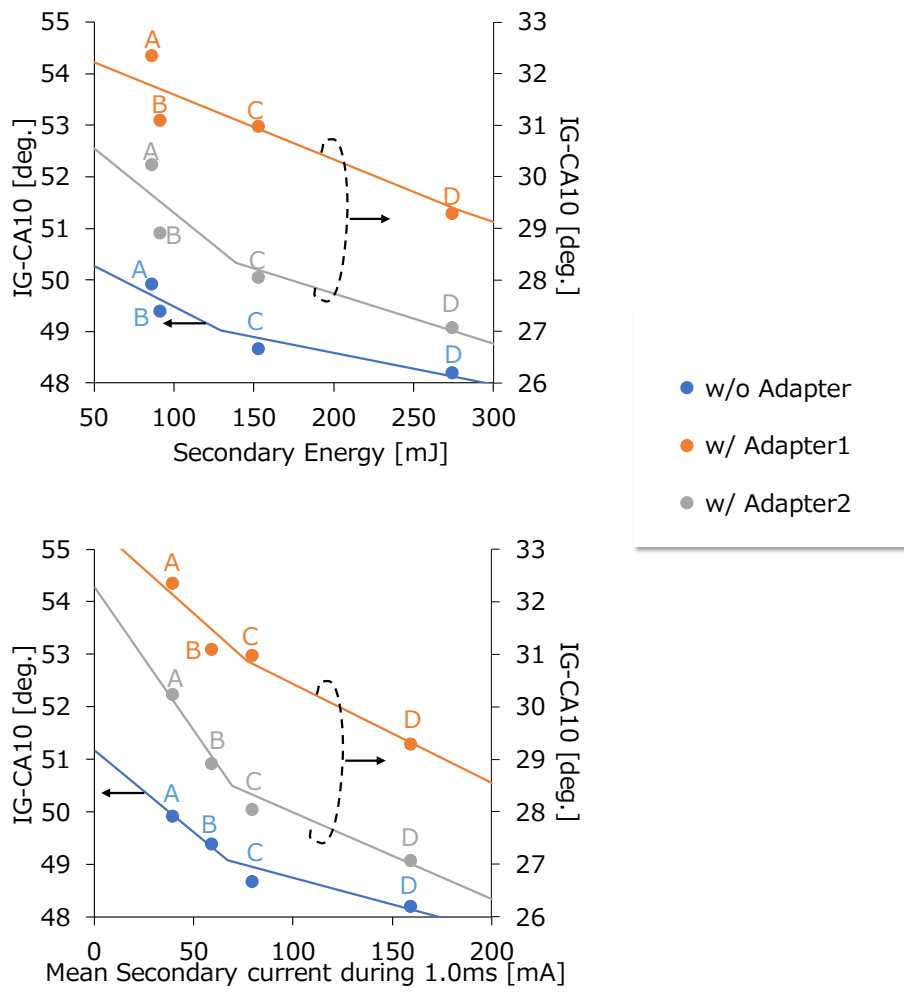 55
54
53
52
51
50
49
48
IG-CA10 [deg.]
33
32
31
30
29
28
27
26
IG-CA10 [deg.]
A
B
C
D
A
B
C
D
A
B
C
D
50
100
150
200
250
300
Secondary Energy [mJ]
w/o Adapter
w/ Adapter1
w/ Adapter2
55
54
53
52
51
50
49
48
IG-CA10 [deg.]
33
32
31
30
29
28
27
26
IG-CA10 [deg.]
A
B
C
D
A
B
C
D
A
B
C
D
0
50
100
150
200
Mean Secondary current during 1.0ms [mA]